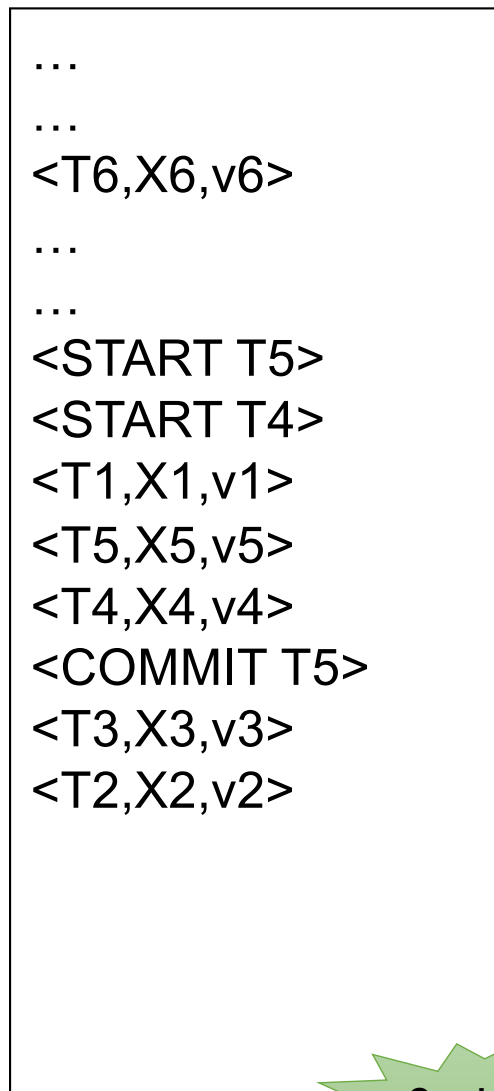 …
…
<T6,X6,v6>
…
…
<START T5>
<START T4>
<T1,X1,v1>
<T5,X5,v5>
<T4,X4,v4>
<COMMIT T5>
<T3,X3,v3>
<T2,X2,v2>